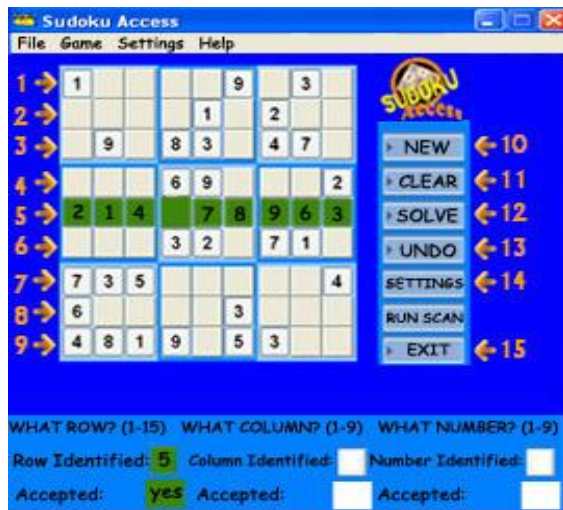 Sudoku Access
File Game Settings Help
SUDOKU
Access
1 1 9 3
2 1 2
3 9 8 3 4 7 NEW 10
4 6 9 2 CLEAR 11
5 2 1 4 7 8 9 6 3 SOLVE 12
6 3 2 7 1 UNDO 13
7 7 3 5 4 SETTINGS 14
8 6 3 RUN SCAN
9 4 8 1 9 5 3 EXIT 15
WHAT ROW? (1-15) WHAT COLUMN? (1-9) WHAT NUMBER? (1-9)
Row Identified: 5 Column Identified: Number Identified:
Accepted: yes Accepted: Accepted: